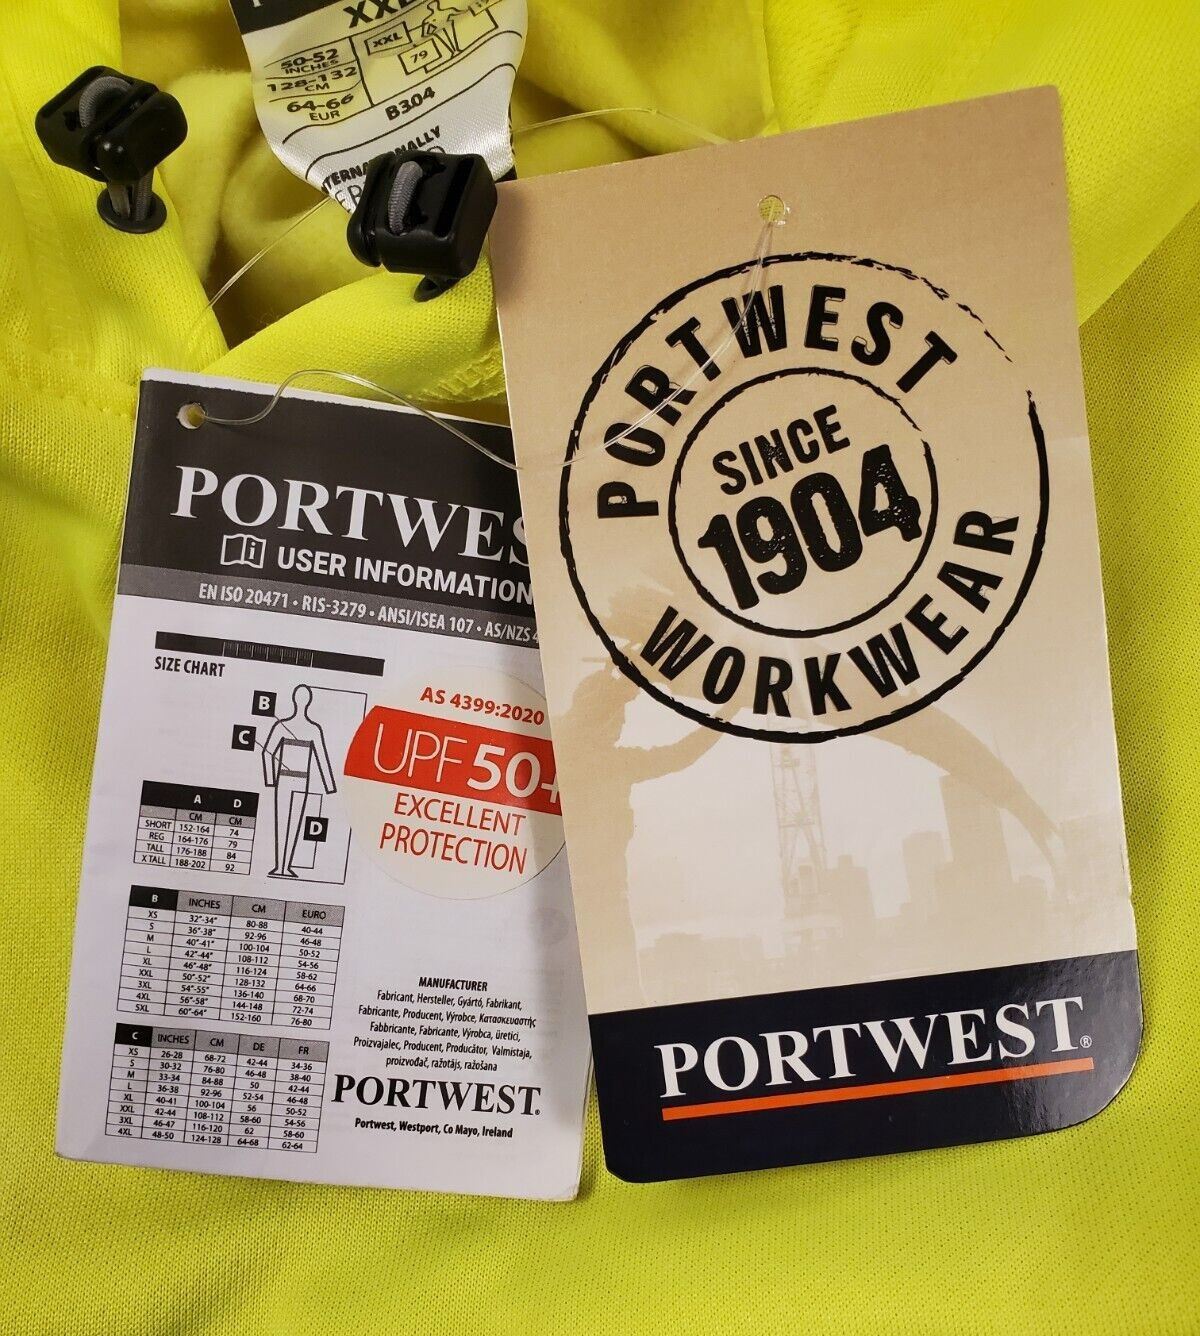 XXL
50-52
INCHES
128-132
CM
64-66
EUR
XXL
79
B304
INTERNATIONALLY
PORTWEST
USER INFORMATION
EN ISO 20471 • RIS-3279 • ANSI/ISEA 107 • AS/NZS 4
SIZE CHART
B
C
D
A D
CM CM
SHORT 152-164 74
REG 164-176 79
TALL 176-188 84
X TALL 188-202 92
AS 4399:2020
UPF 50+
EXCELLENT
PROTECTION
B INCHES CM EURO
XS 32"-34" 80-88 40-44
S 36"-38" 92-96 46-48
M 40"-41" 100-104 50-52
L 42"-44" 108-112 54-56
XL 46"-48" 116-124 58-62
XXL 50"-52" 128-132 64-66
3XL 54"-55" 136-140 68-70
4XL 56"-58" 144-148 72-74
5XL 60"-64" 152-160 76-80
C INCHES CM DE FR
XS 26-28 68-72 42-44 34-36
S 30-32 76-80 46-48 38-40
M 33-34 84-88 50 42-44
L 36-38 92-96 52-54 46-48
XL 40-41 100-104 56 50-52
XXL 42-44 108-112 58-60 54-56
3XL 46-47 116-120 62 58-60
4XL 48-50 124-128 64-68 62-64
MANUFACTURER
Fabricant, Hersteller, Gyártó, Fabrikant,
Fabricante, Producent, Výrobce, Κατασκευαστής
Fabbricante, Fabricante, Výrobca, üretici,
Proizvajalec, Producent, Producător, Valmistaja,
proizvođač, ražotājs, ražošana
PORTWEST®
Portwest, Westport, Co Mayo, Ireland
PORTWEST
SINCE
1904
WORKWEAR
PORTWEST®